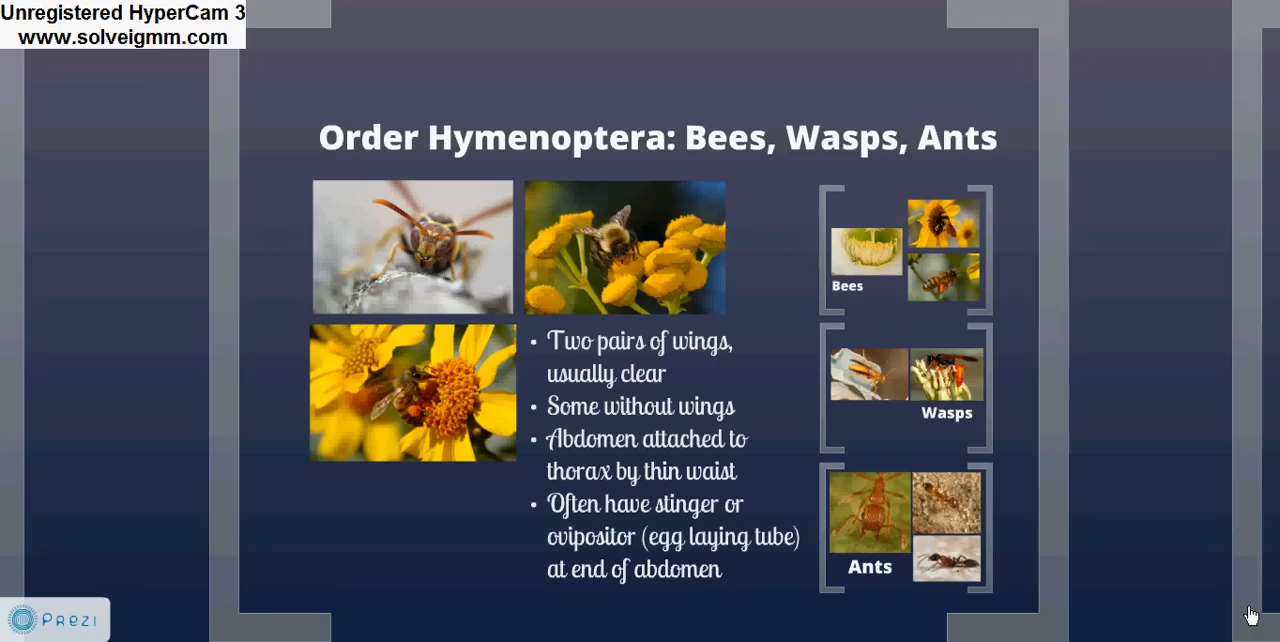 Unregistered HyperCam 3
www.solveigmm.com
Order Hymenoptera: Bees, Wasps, Ants
• Two pairs of wings,
usually clear
• Some without wings
• Abdomen attached to
thorax by thin waist
• Often have stinger or
ovipositor (egg laying tube)
at end of abdomen
Bees
Wasps
Ants
Prezi